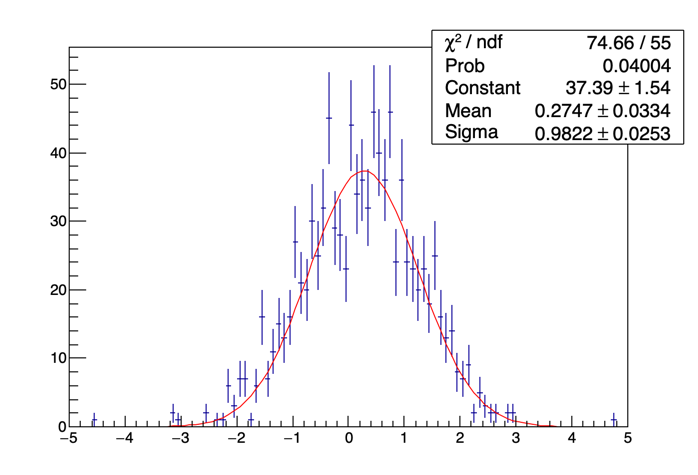 χ² / ndf 74.66 / 55
Prob 0.04004
Constant 37.39 ± 1.54
Mean 0.2747 ± 0.0334
Sigma 0.9822 ± 0.0253
50
40
30
20
10
0
−5 −4 −3 −2 −1 0 1 2 3 4 5